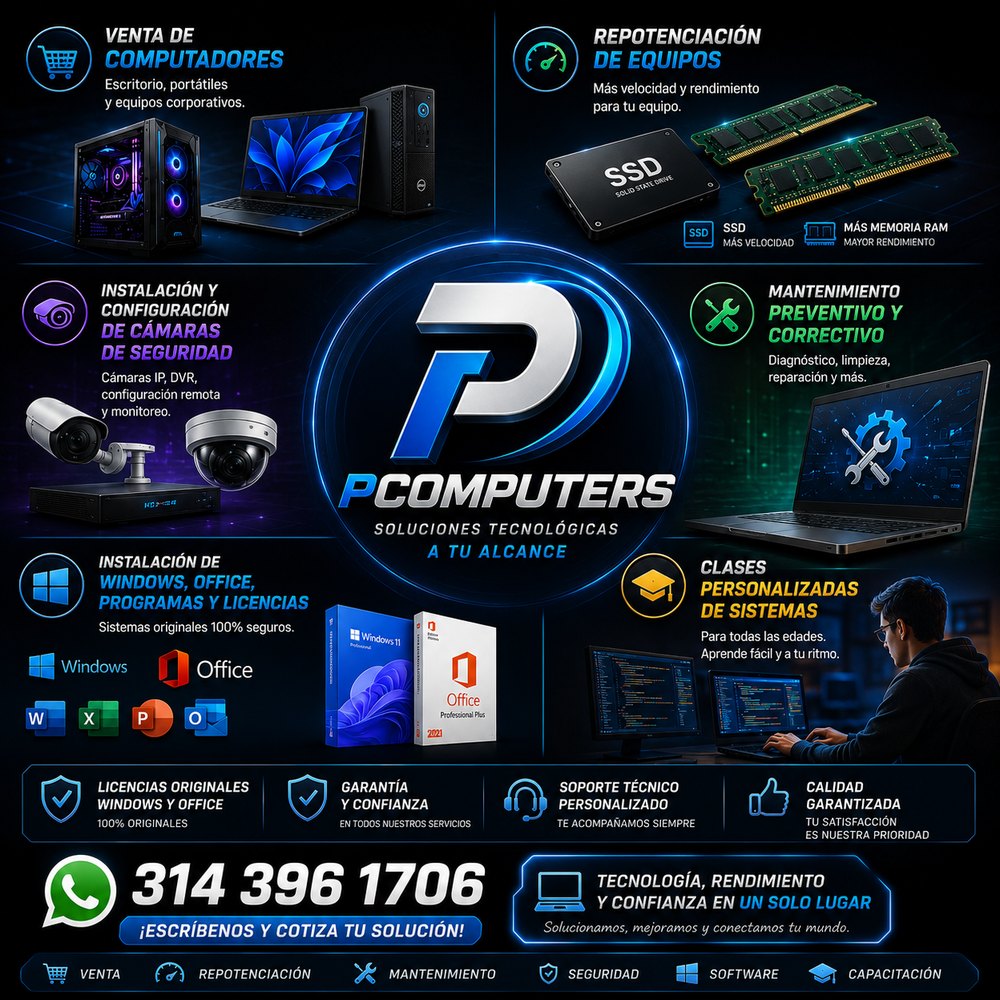 VENTA DE
COMPUTADORES
Escritorio, portátiles
y equipos corporativos.
REPOTENCIACIÓN
DE EQUIPOS
Más velocidad y rendimiento
para tu equipo.
SSD
SOLID STATE DRIVE
SSD
SSD
MÁS VELOCIDAD
MÁS MEMORIA RAM
MAYOR RENDIMIENTO
INSTALACIÓN Y
CONFIGURACIÓN
DE CÁMARAS
DE SEGURIDAD
Cámaras IP, DVR,
configuración remota
y monitoreo.
MANTENIMIENTO
PREVENTIVO Y
CORRECTIVO
Diagnóstico, limpieza,
reparación y más.
PCOMPUTERS
SOLUCIONES TECNOLÓGICAS
A TU ALCANCE
INSTALACIÓN DE
WINDOWS, OFFICE,
PROGRAMAS Y LICENCIAS
Sistemas originales 100% seguros.
Windows
Office
W
X
P
O
Windows 11
Office
Professional Plus
2021
CLASES
PERSONALIZADAS
DE SISTEMAS
Para todas las edades.
Aprende fácil y a tu ritmo.
LICENCIAS ORIGINALES
WINDOWS Y OFFICE
100% ORIGINALES
GARANTÍA
Y CONFIANZA
EN TODOS NUESTROS SERVICIOS
SOPORTE TÉCNICO
PERSONALIZADO
TE ACOMPAÑAMOS SIEMPRE
CALIDAD
GARANTIZADA
TU SATISFACCIÓN
ES NUESTRA PRIORIDAD
314 396 1706
¡ESCRÍBENOS Y COTIZA TU SOLUCIÓN!
TECNOLOGÍA, RENDIMIENTO
Y CONFIANZA EN UN SOLO LUGAR
Solucionamos, mejoramos y conectamos tu mundo.
VENTA
REPOTENCIACIÓN
MANTENIMIENTO
SEGURIDAD
SOFTWARE
CAPACITACIÓN